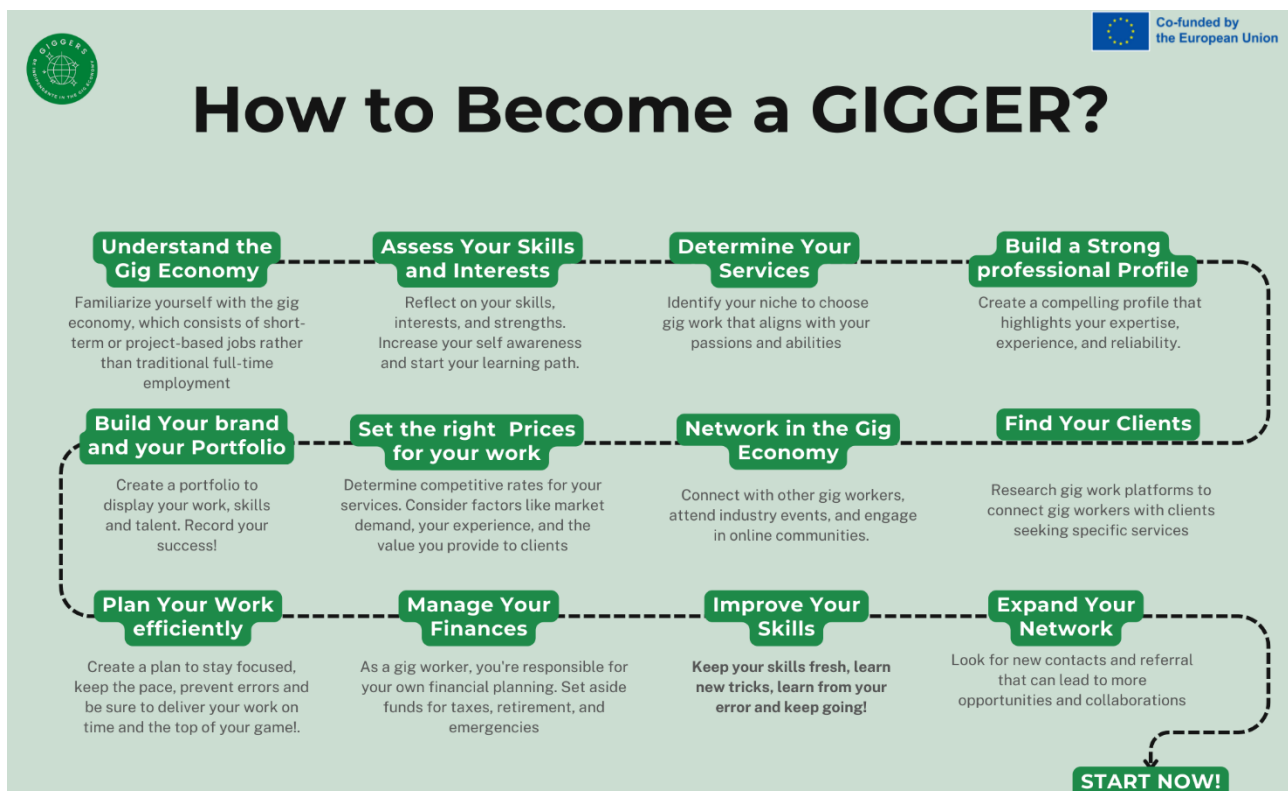 GIGGERS
Co-funded by
the European Union
How to Become a GIGGER?
Understand the
Gig Economy
Familiarize yourself with the gig
economy, which consists of short-
term or project-based jobs rather
than traditional full-time
employment
Assess Your Skills
and Interests
Reflect on your skills,
interests, and strengths.
Increase your self awareness
and start your learning path.
Determine Your
Services
Identify your niche to choose
gig work that aligns with your
passions and abilities
Build a Strong
professional Profile
Create a compelling profile that
highlights your expertise,
experience, and reliability.
Find Your Clients
Research gig work platforms to
connect gig workers with clients
seeking specific services
Network in the Gig
Economy
Connect with other gig workers,
attend industry events, and engage
in online communities.
Set the right Prices
for your work
Determine competitive rates for your
services. Consider factors like market
demand, your experience, and the
value you provide to clients
Build Your brand
and your Portfolio
Create a portfolio to
display your work, skills
and talent. Record your
success!
Plan Your Work
efficiently
Create a plan to stay focused,
keep the pace, prevent errors and
be sure to deliver your work on
time and the top of your game!.
Manage Your
Finances
As a gig worker, you're responsible for
your own financial planning. Set aside
funds for taxes, retirement, and
emergencies
Improve Your
Skills
Keep your skills fresh, learn
new tricks, learn from your
error and keep going!
Expand Your
Network
Look for new contacts and referral
that can lead to more
opportunities and collaborations
START NOW!